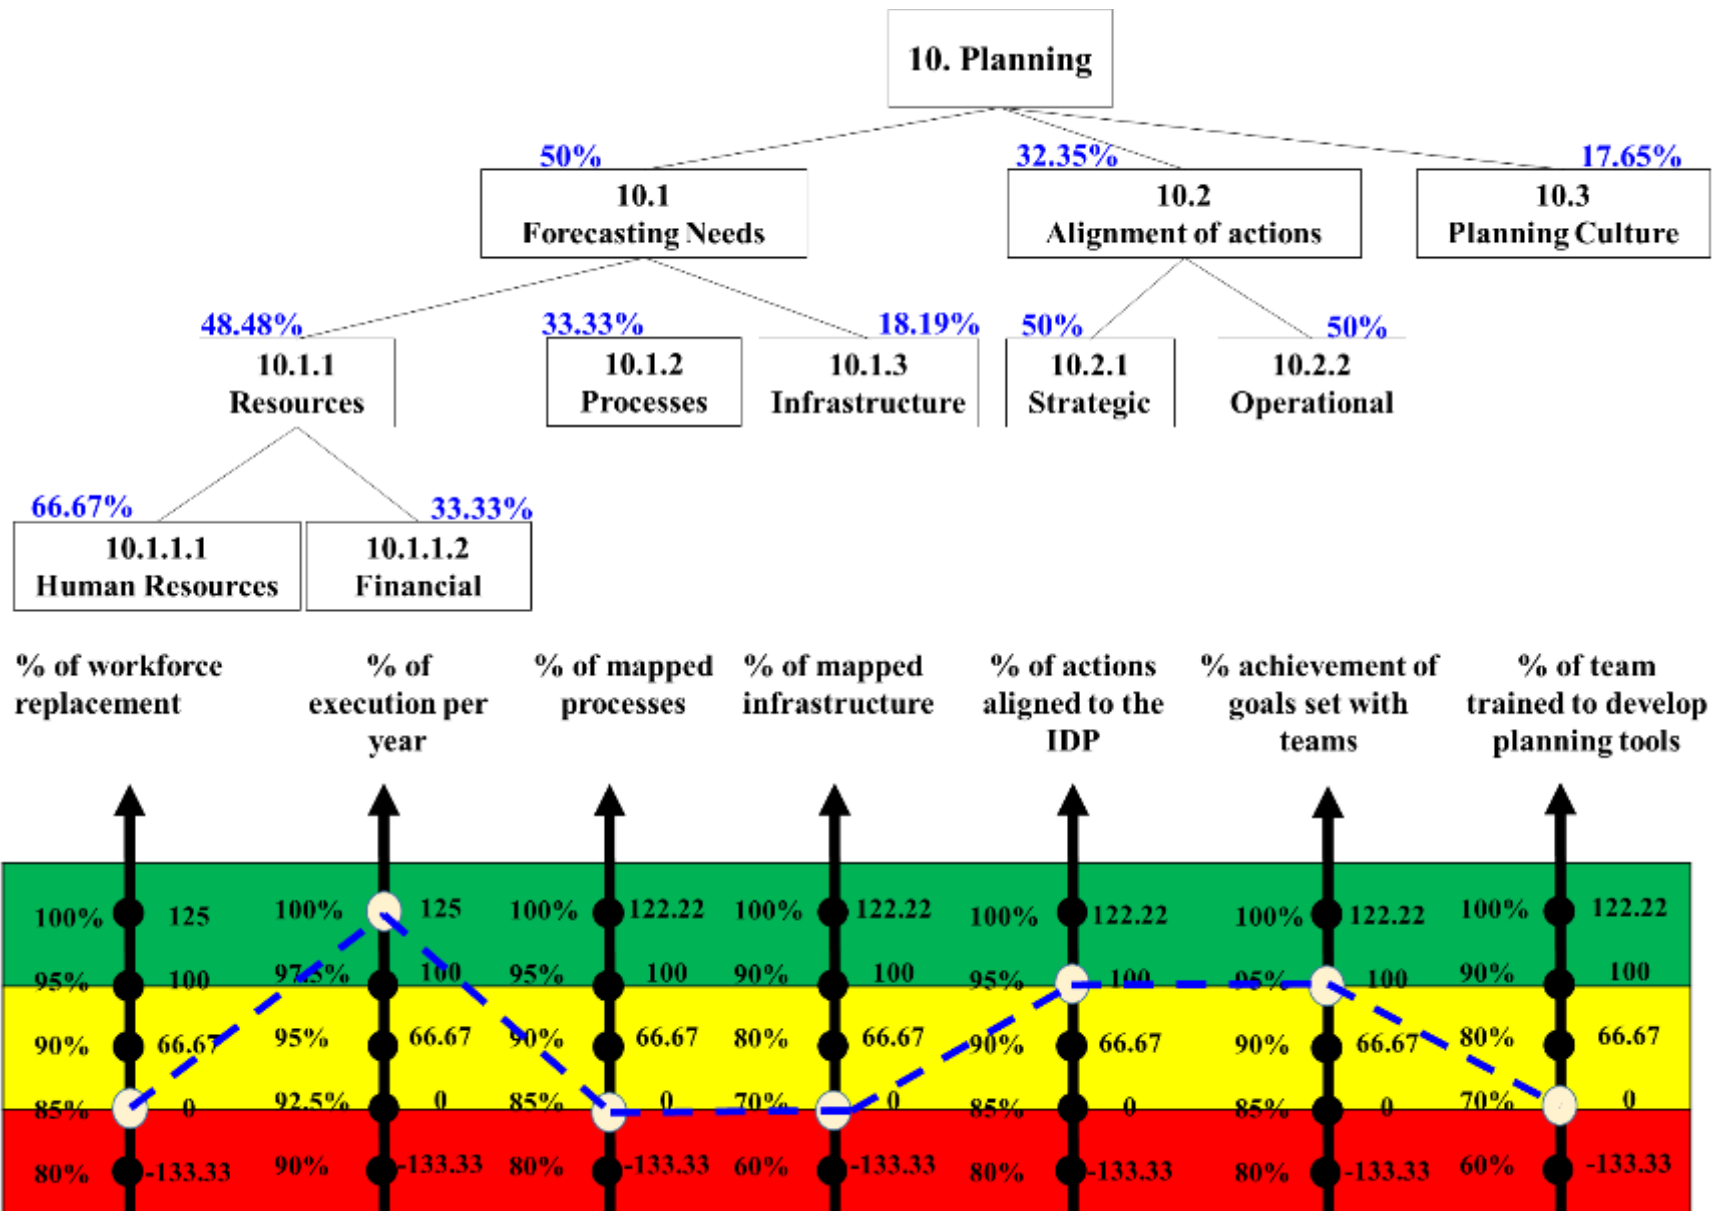 10. Planning
50%
32.35%
17.65%
10.1
Forecasting Needs
10.2
Alignment of actions
10.3
Planning Culture
48.48%
33.33%
18.19%
50%
50%
10.1.1
Resources
10.1.2
Processes
10.1.3
Infrastructure
10.2.1
Strategic
10.2.2
Operational
66.67%
33.33%
10.1.1.1
Human Resources
10.1.1.2
Financial
% of workforce
replacement
% of
execution per
year
% of mapped
processes
% of mapped
infrastructure
% of actions
aligned to the
IDP
% achievement of
goals set with
teams
% of team
trained to develop
planning tools
100% 125 100% 125 100% 122.22 100% 122.22 100% 122.22 100% 122.22 100% 122.22
95% 100 97.5% 100 95% 100 90% 100 95% 100 95% 100 90% 100
90% 66.67 95% 66.67 90% 66.67 80% 66.67 90% 66.67 90% 66.67 80% 66.67
85% 0 92.5% 0 85% 0 70% 0 85% 0 85% 0 70% 0
80% -133.33 90% -133.33 80% -133.33 60% -133.33 80% -133.33 80% -133.33 60% -133.33